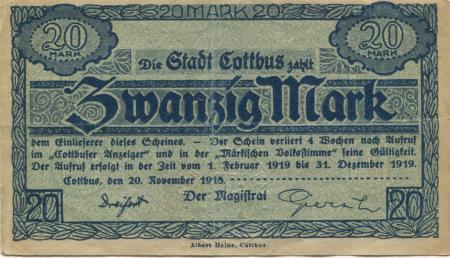 20 MARK 20
20 MARK
20 MARK
Die Stadt Cottbus zahlt
Zwanzig Mark
dem Einlieferer dieses Scheines. – Der Schein verliert 4 Wochen nach Aufruf
im „Cottbuser Anzeiger“ und in der „Märkischen Volksstimme“ seine Gültigkeit.
Der Aufruf erfolgt in der Zeit vom 1. Februar 1919 bis 31. Dezember 1919.
Cottbus, den 20. November 1918.
Der Magistrat
20
Dreifert
20
Albert Heine, Cottbus.